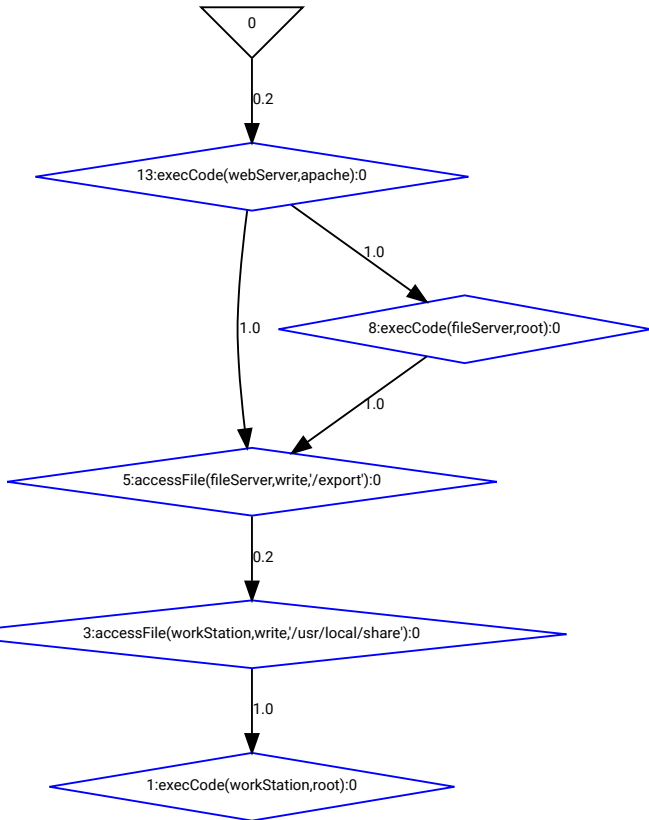 0
0.2
13:execCode(webServer,apache):0
1.0
8:execCode(fileServer,root):0
1.0
1.0
5:accessFile(fileServer,write,'/export'):0
0.2
3:accessFile(workStation,write,'/usr/local/share'):0
1.0
1:execCode(workStation,root):0